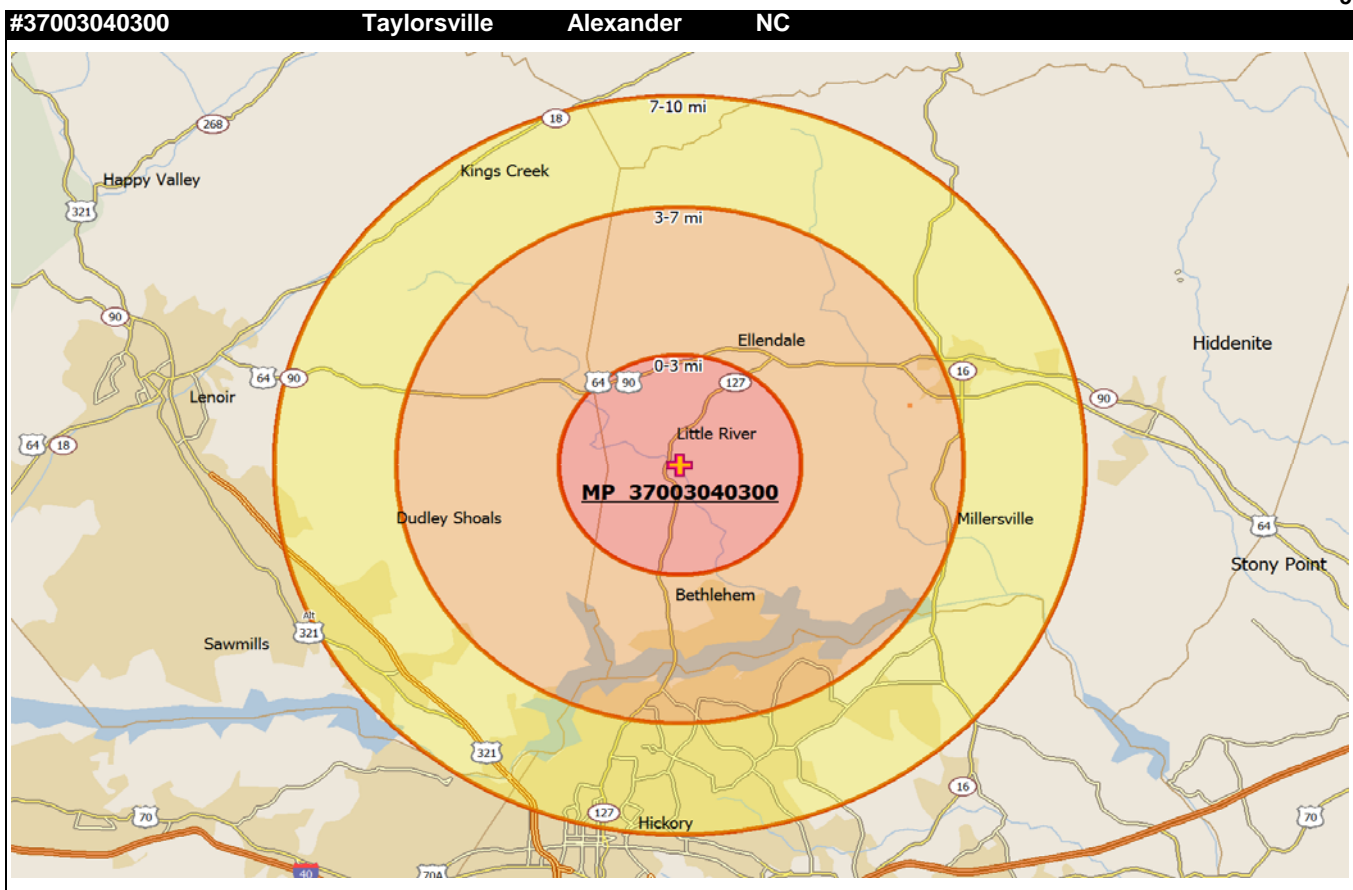 #37003040300 Taylorsville Alexander NC
7-10 mi
18
268
Kings Creek
Happy Valley
321
3-7 mi
90
Ellendale
Hiddenite
0-3 mi
64 90
64 90
127
16
Lenoir
90
Little River
64 18
MP 37003040300
Dudley Shoals
Millersville
64
Stony Point
Bethlehem
Alt
321
Sawmills
321
16
127
70
Hickory
70
40
70A